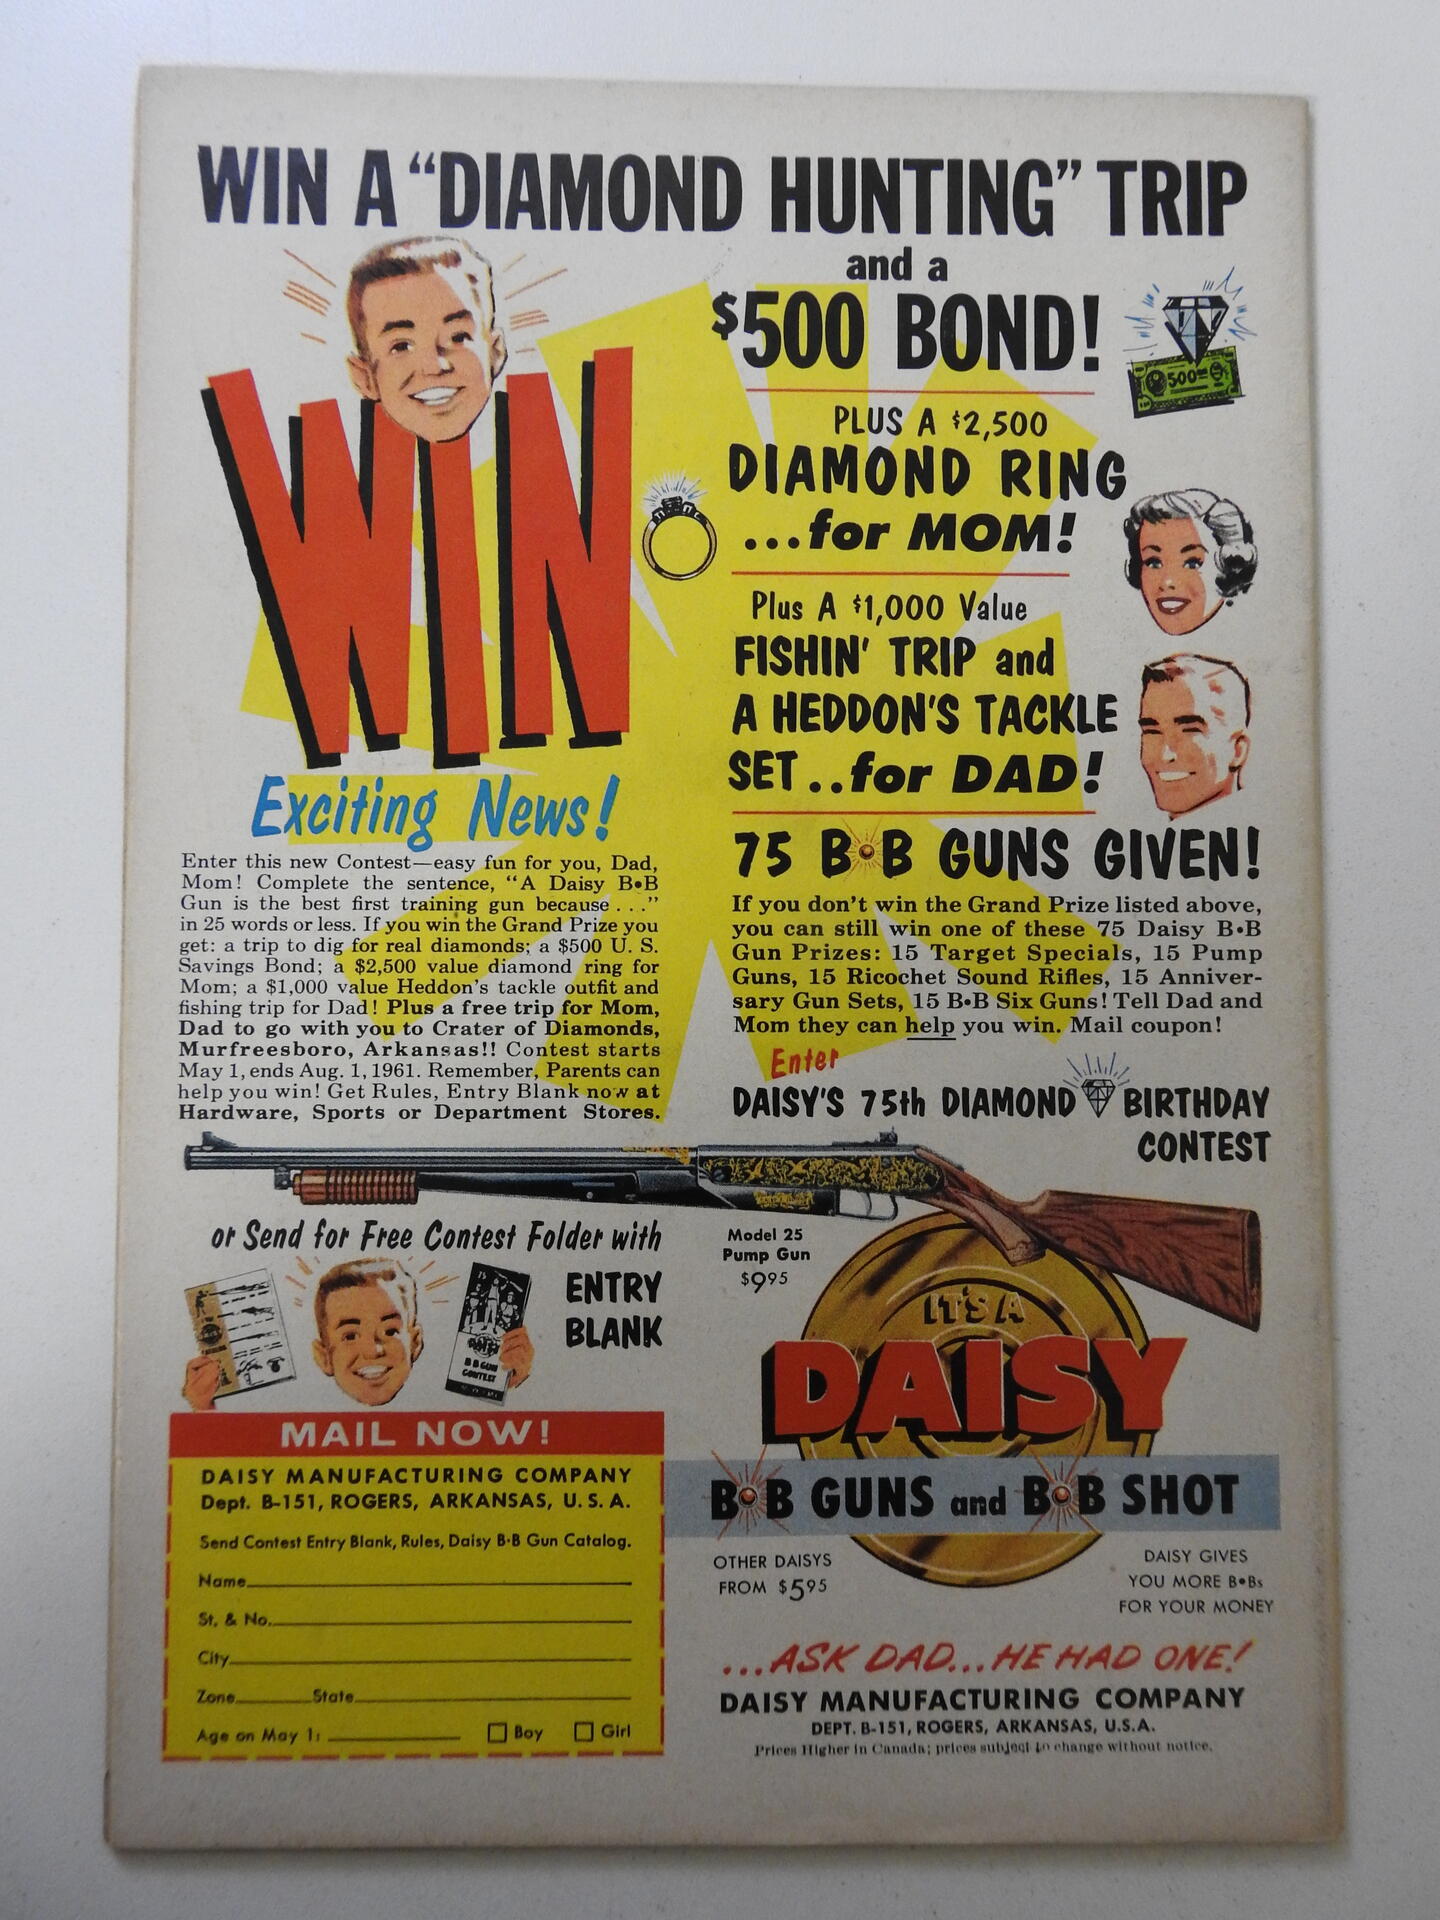 WIN A “DIAMOND HUNTING” TRIP
and a
$500 BOND!
500
PLUS A $2,500
DIAMOND RING
...for MOM!
Plus A $1,000 Value
FISHIN' TRIP and
A HEDDON'S TACKLE
SET..for DAD!
WIN
Exciting News!
Enter this new Contest—easy fun for you, Dad,
Mom! Complete the sentence, “A Daisy B•B
Gun is the best first training gun because . . .”
in 25 words or less. If you win the Grand Prize you
get: a trip to dig for real diamonds; a $500 U. S.
Savings Bond; a $2,500 value diamond ring for
Mom; a $1,000 value Heddon's tackle outfit and
fishing trip for Dad! Plus a free trip for Mom,
Dad to go with you to Crater of Diamonds,
Murfreesboro, Arkansas!! Contest starts
May 1, ends Aug. 1, 1961. Remember, Parents can
help you win! Get Rules, Entry Blank now at
Hardware, Sports or Department Stores.
75 B•B GUNS GIVEN!
If you don't win the Grand Prize listed above,
you can still win one of these 75 Daisy B•B
Gun Prizes: 15 Target Specials, 15 Pump
Guns, 15 Ricochet Sound Rifles, 15 Anniver-
sary Gun Sets, 15 B•B Six Guns! Tell Dad and
Mom they can help you win. Mail coupon!
Enter
DAISY'S 75th DIAMOND BIRTHDAY
CONTEST
or Send for Free Contest Folder with
ENTRY
BLANK
B B GUN
CONTEST
Model 25
Pump Gun
$9.95
IT'S A
DAISY
B•B GUNS and B•B SHOT
OTHER DAISYS
FROM $5.95
DAISY GIVES
YOU MORE B•Bs
FOR YOUR MONEY
...ASK DAD...HE HAD ONE!
DAISY MANUFACTURING COMPANY
DEPT. B-151, ROGERS, ARKANSAS, U.S.A.
Prices Higher in Canada; prices subject to change without notice.
MAIL NOW!
DAISY MANUFACTURING COMPANY
Dept. B-151, ROGERS, ARKANSAS, U.S.A.
Send Contest Entry Blank, Rules, Daisy B·B Gun Catalog.
Name
St. & No.
City
Zone State
Age on May 1: Boy Girl